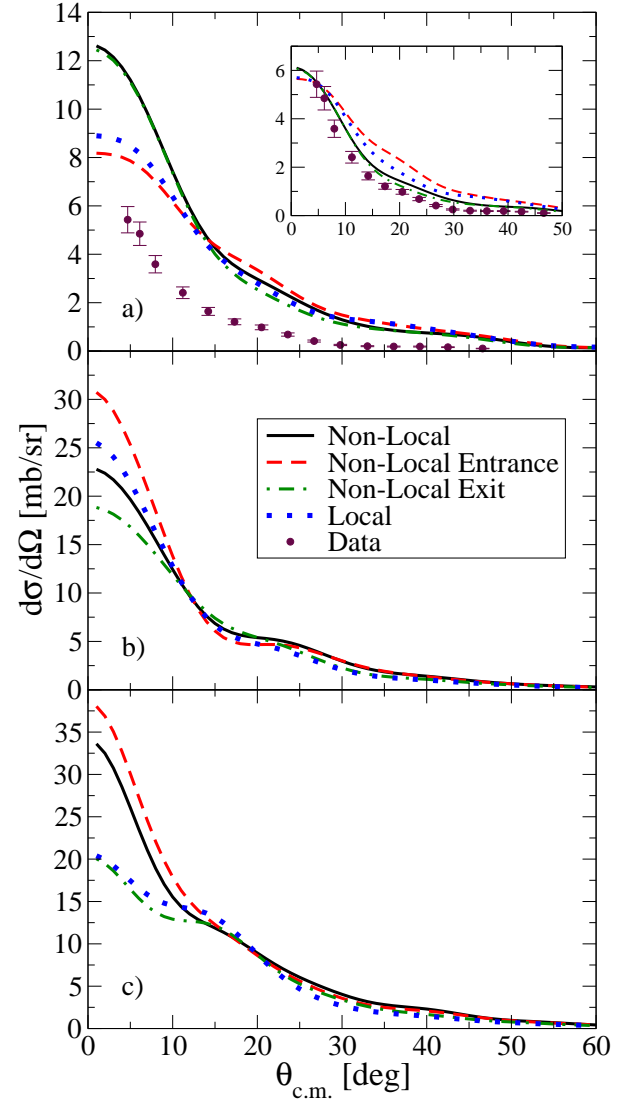 14
12
10
8
6
4
2
0
a)
6
4
2
0
0 10 20 30 40 50
dσ/dΩ [mb/sr]
30
25
20
15
10
5
0
b)
Non-Local
Non-Local Entrance
Non-Local Exit
Local
Data
35
30
25
20
15
10
5
0
c)
0 10 20 30 40 50 60
θc.m. [deg]